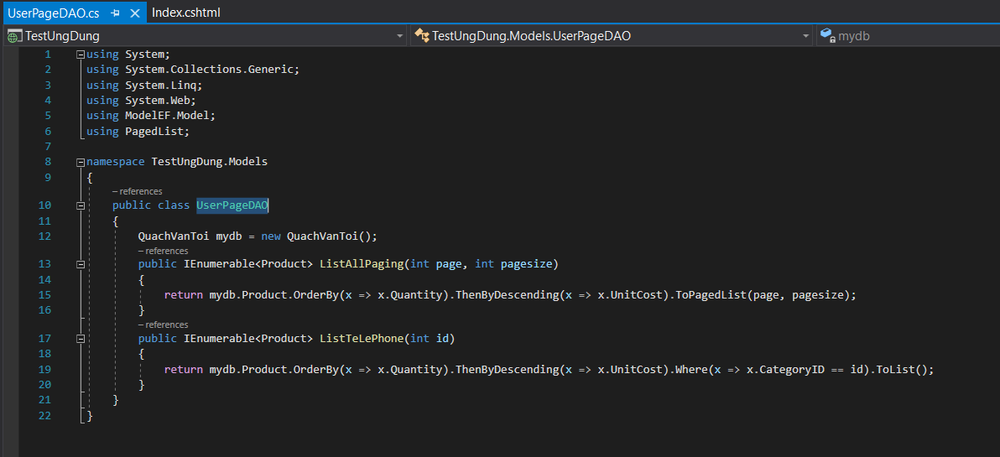 UserPageDAO.cs Index.cshtml
TestUngDung TestUngDung.Models.UserPageDAO mydb
1 using System;
2 using System.Collections.Generic;
3 using System.Linq;
4 using System.Web;
5 using ModelEF.Model;
6 using PagedList;
7
8 namespace TestUngDung.Models
9 {
– references
10 public class UserPageDAO
11 {
12 QuachVanToi mydb = new QuachVanToi();
– references
13 public IEnumerable<Product> ListAllPaging(int page, int pagesize)
14 {
15 return mydb.Product.OrderBy(x => x.Quantity).ThenByDescending(x => x.UnitCost).ToPagedList(page, pagesize);
16 }
– references
17 public IEnumerable<Product> ListTeLePhone(int id)
18 {
19 return mydb.Product.OrderBy(x => x.Quantity).ThenByDescending(x => x.UnitCost).Where(x => x.CategoryID == id).ToList();
20 }
21 }
22 }